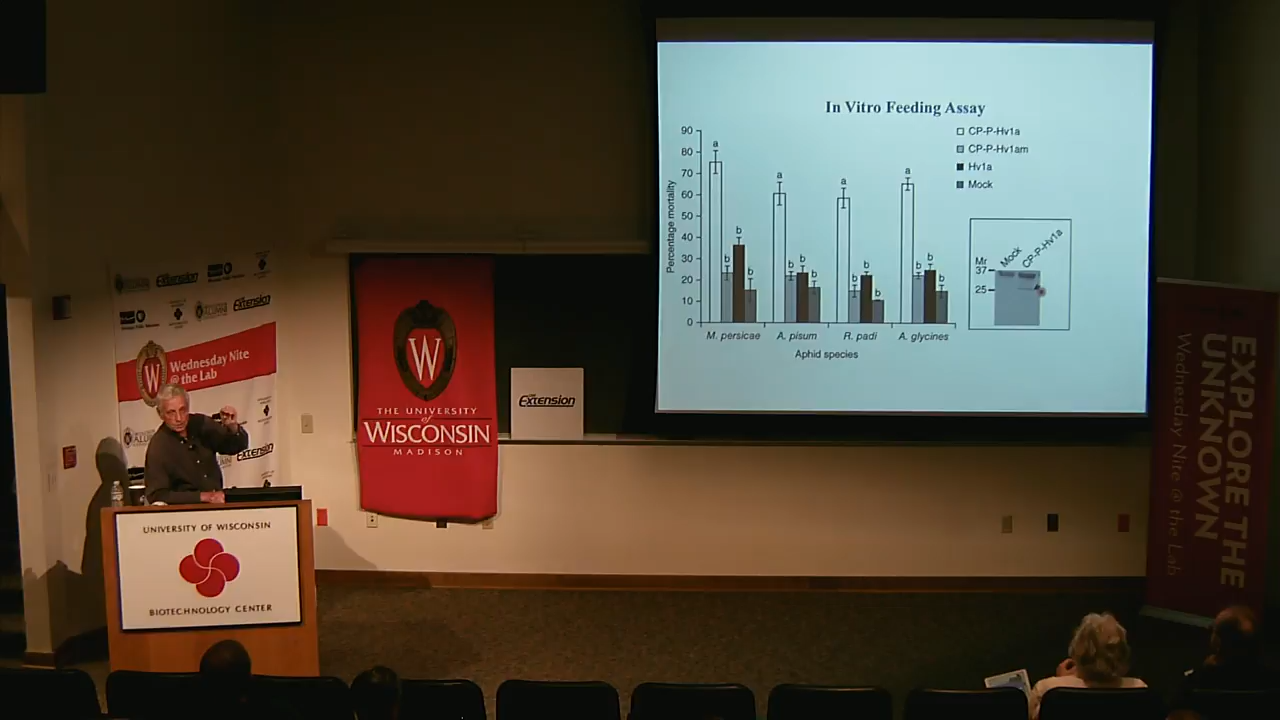 In Vitro Feeding Assay
90
80
70
60
50
40
30
20
10
0
Percentage mortality
a
b
b
b
a
b
b
b
a
b
b
b
a
b
b
b
M. persicae
A. pisum
R. padi
A. glycines
Aphid species
CP-P-Hv1a
CP-P-Hv1am
Hv1a
Mock
Mr
37
25
Mock
CP-P-Hv1a
Extension
Extension
Wednesday Nite
@ the Lab
Extension
W
W
THE UNIVERSITY
of
WISCONSIN
MADISON
Extension
UNIVERSITY OF WISCONSIN
BIOTECHNOLOGY CENTER
EXPLORE THE
UNKNOWN
Wednesday Nite @ the Lab